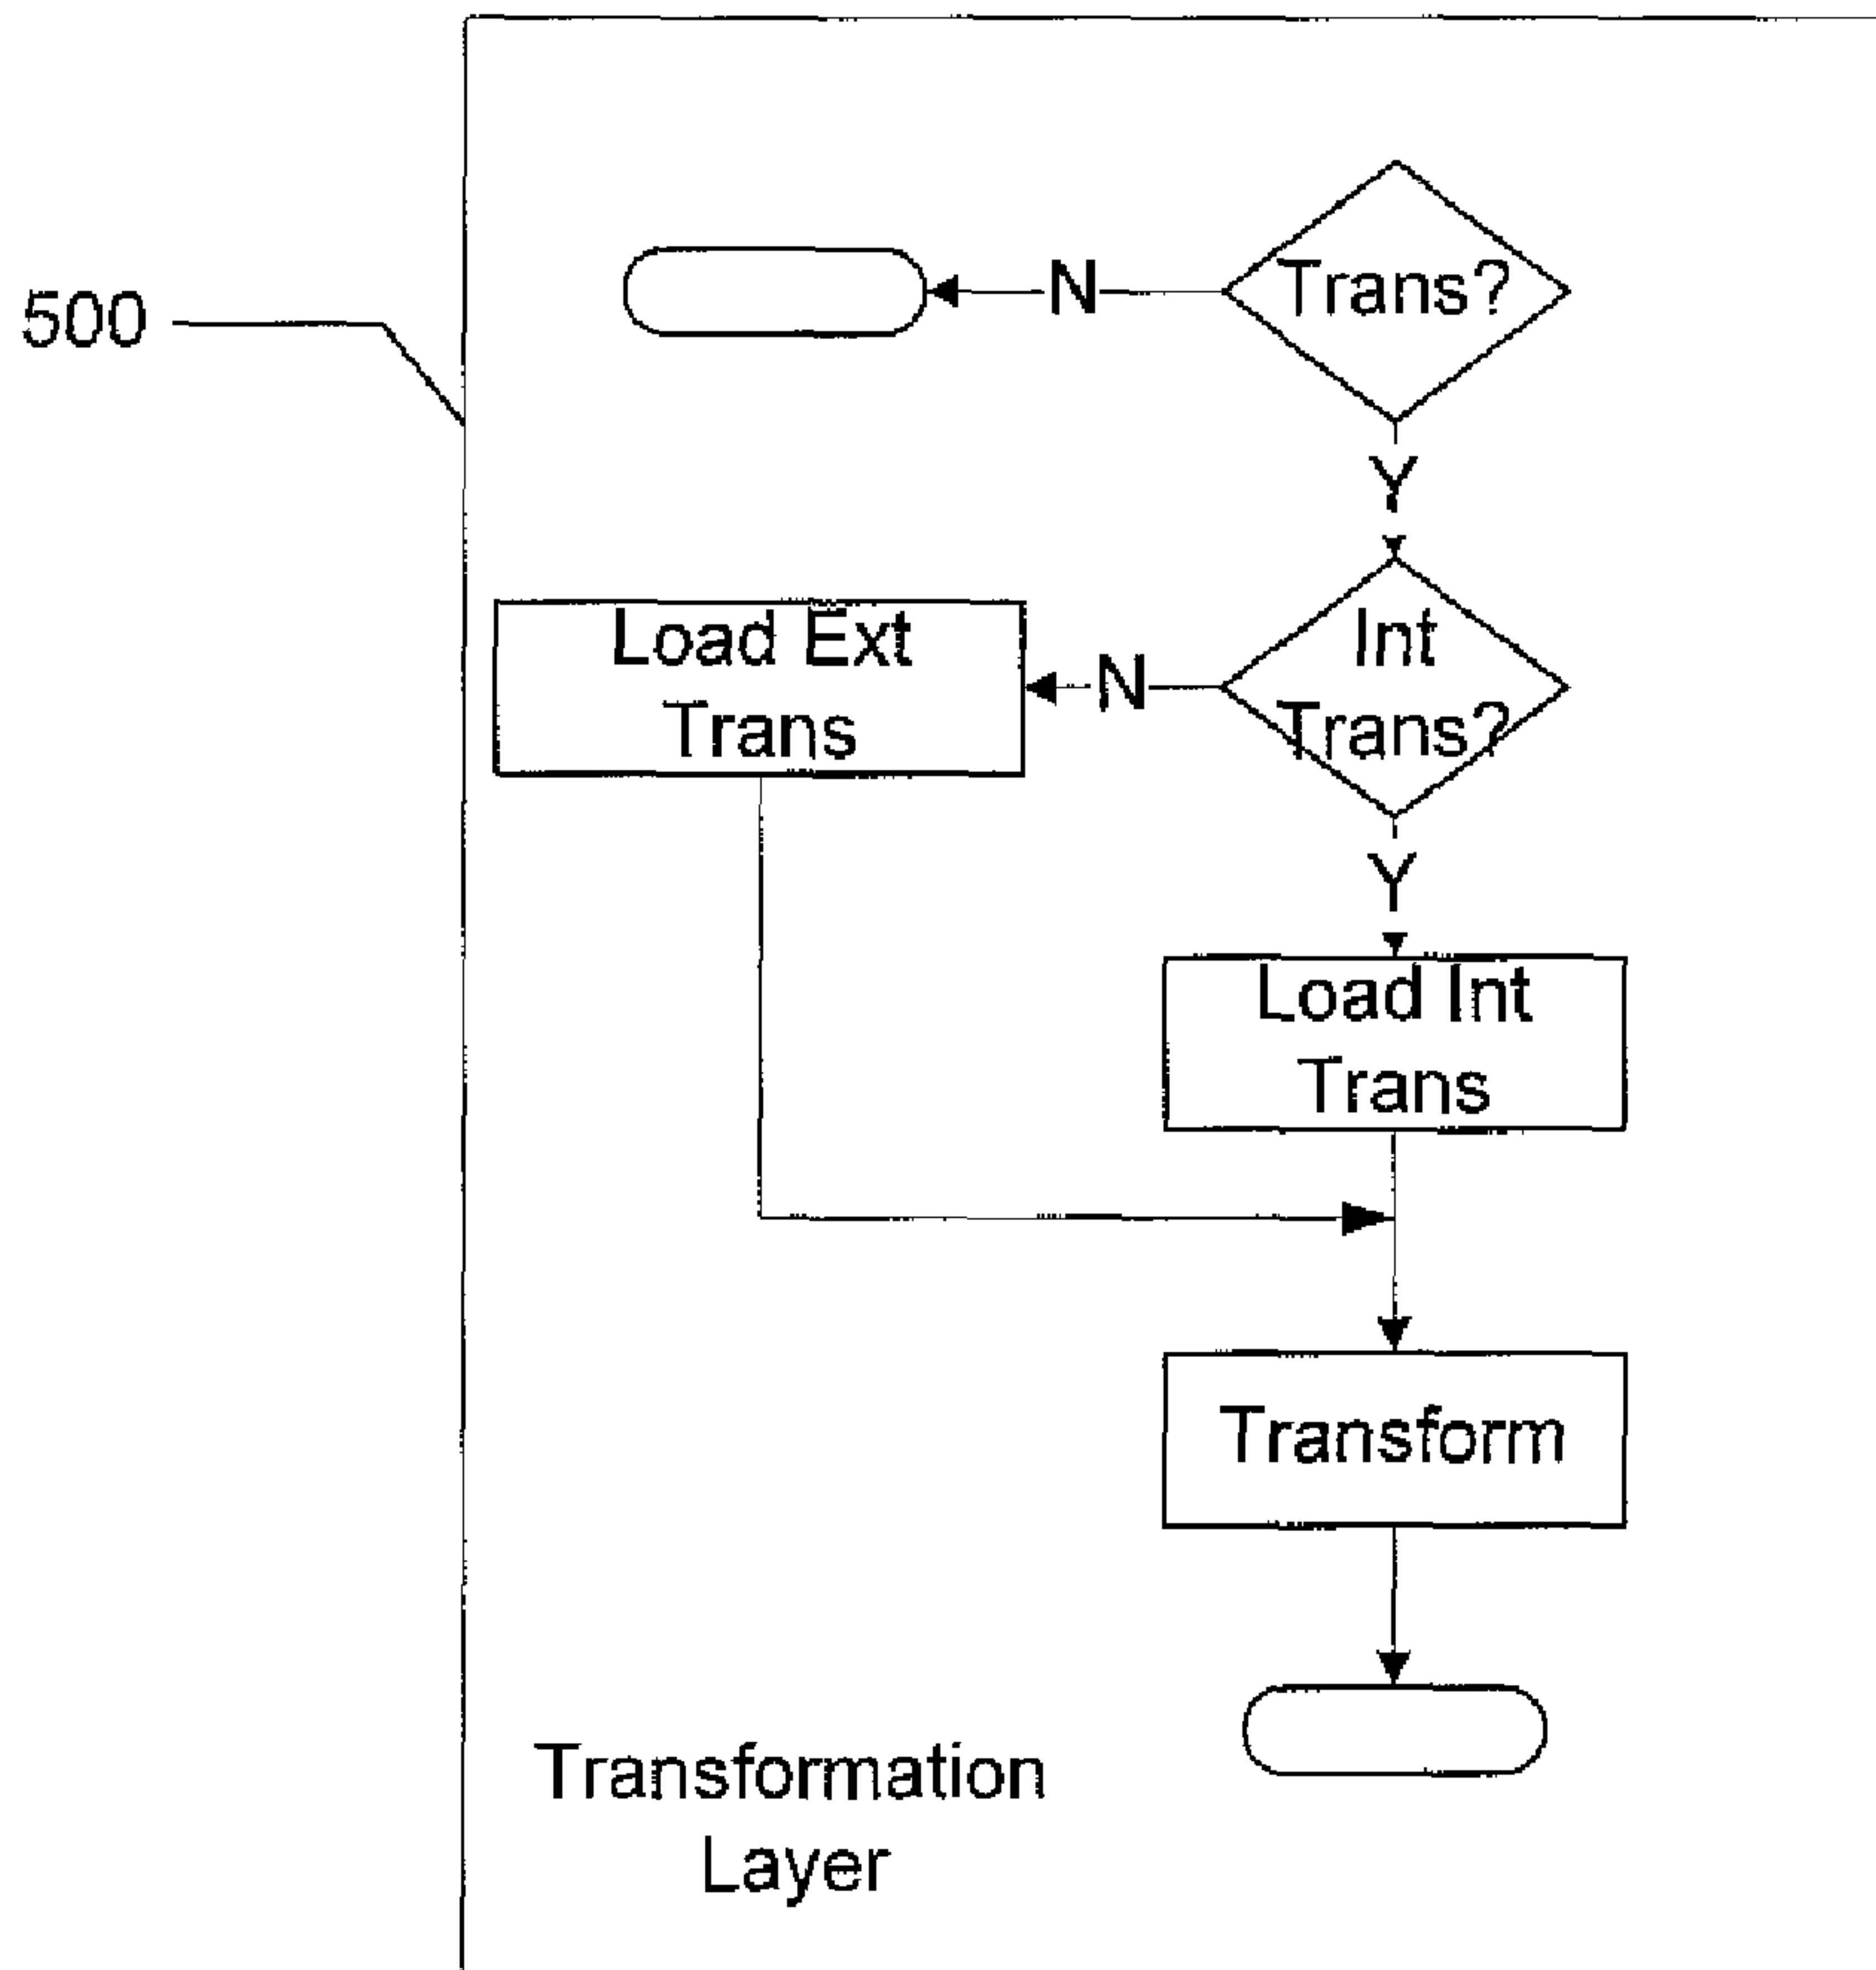 Trans?
N
500
Y
Load Ext
Trans
N
Int
Trans?
Y
Load Int
Trans
Transform
Transformation
Layer